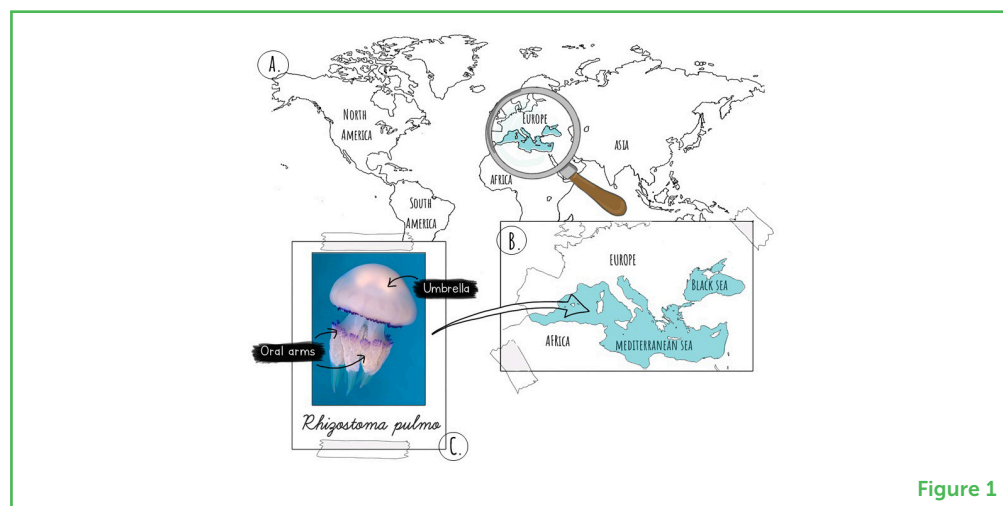 A.
NORTH
AMERICA
EUROPE
ASIA
AFRICA
SOUTH
AMERICA
B.
EUROPE
BLACK SEA
AFRICA
MEDITERRANEAN SEA
Umbrella
Oral arms
Rhizostoma pulmo
C.
Figure 1